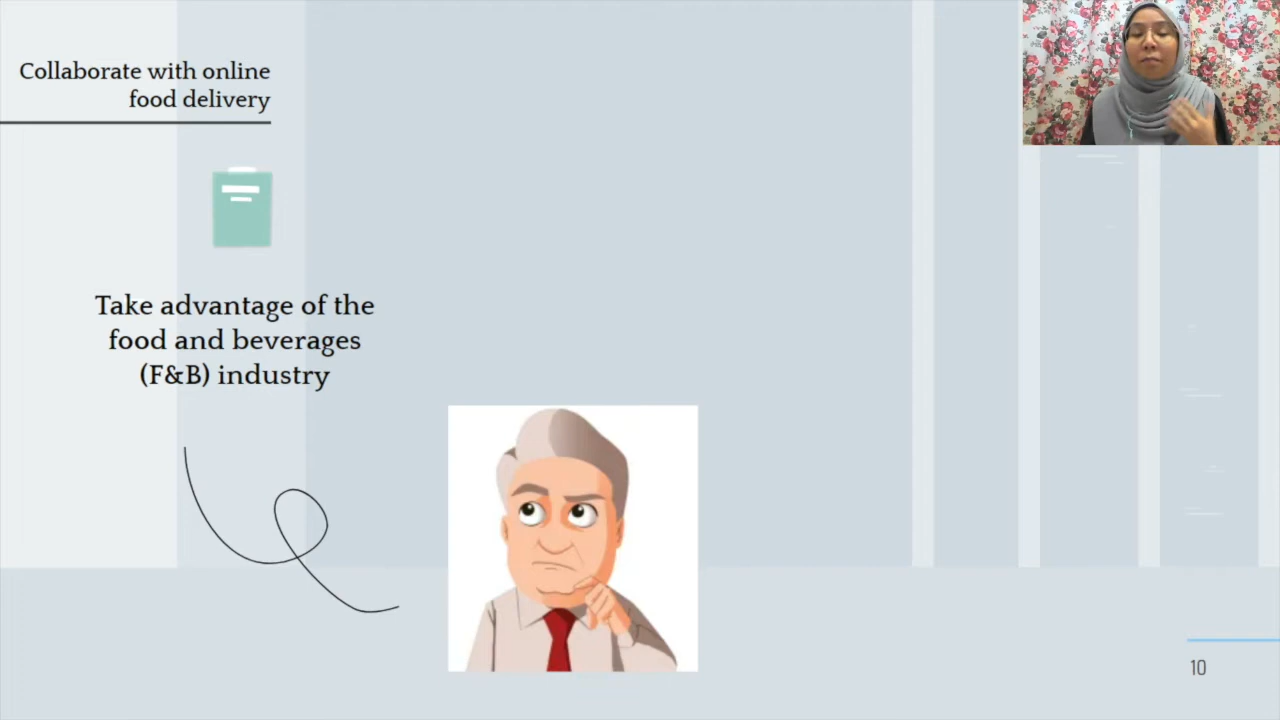 Collaborate with online
food delivery
Take advantage of the
food and beverages
(F&B) industry
10